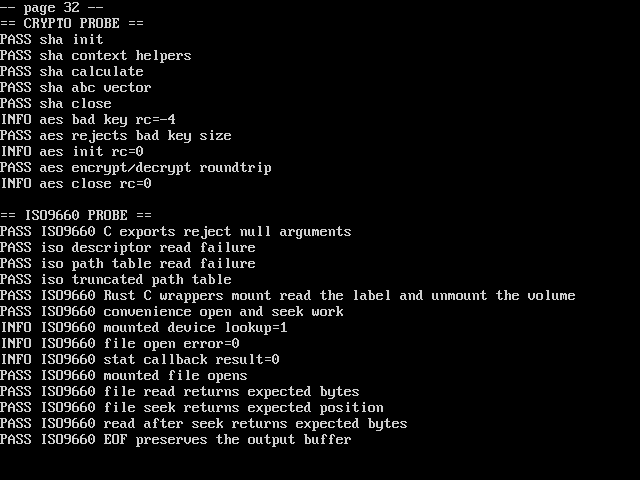 -- page 32 --
== CRYPTO PROBE ==
PASS sha init
PASS sha context helpers
PASS sha calculate
PASS sha abc vector
PASS sha close
INFO aes bad key rc=-4
PASS aes rejects bad key size
INFO aes init rc=0
PASS aes encrypt/decrypt roundtrip
INFO aes close rc=0
== ISO9660 PROBE ==
PASS ISO9660 C exports reject null arguments
PASS iso descriptor read failure
PASS iso path table read failure
PASS iso truncated path table
PASS ISO9660 Rust C wrappers mount read the label and unmount the volume
PASS ISO9660 convenience open and seek work
INFO ISO9660 mounted device lookup=1
INFO ISO9660 file open error=0
INFO ISO9660 stat callback result=0
PASS ISO9660 mounted file opens
PASS ISO9660 file read returns expected bytes
PASS ISO9660 file seek returns expected position
PASS ISO9660 read after seek returns expected bytes
PASS ISO9660 EOF preserves the output buffer